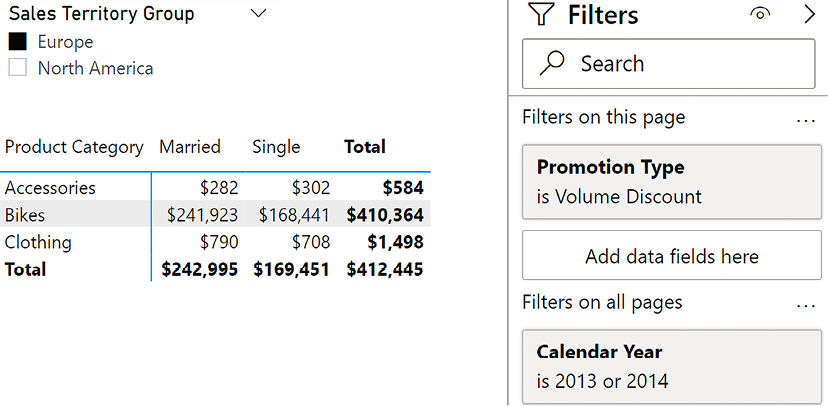 Sales Territory Group
Europe
North America
Product Category Married Single Total
Accessories $282 $302 $584
Bikes $241,923 $168,441 $410,364
Clothing $790 $708 $1,498
Total $242,995 $169,451 $412,445
Filters
Search
Filters on this page ...
Promotion Type
is Volume Discount
Add data fields here
Filters on all pages ...
Calendar Year
is 2013 or 2014